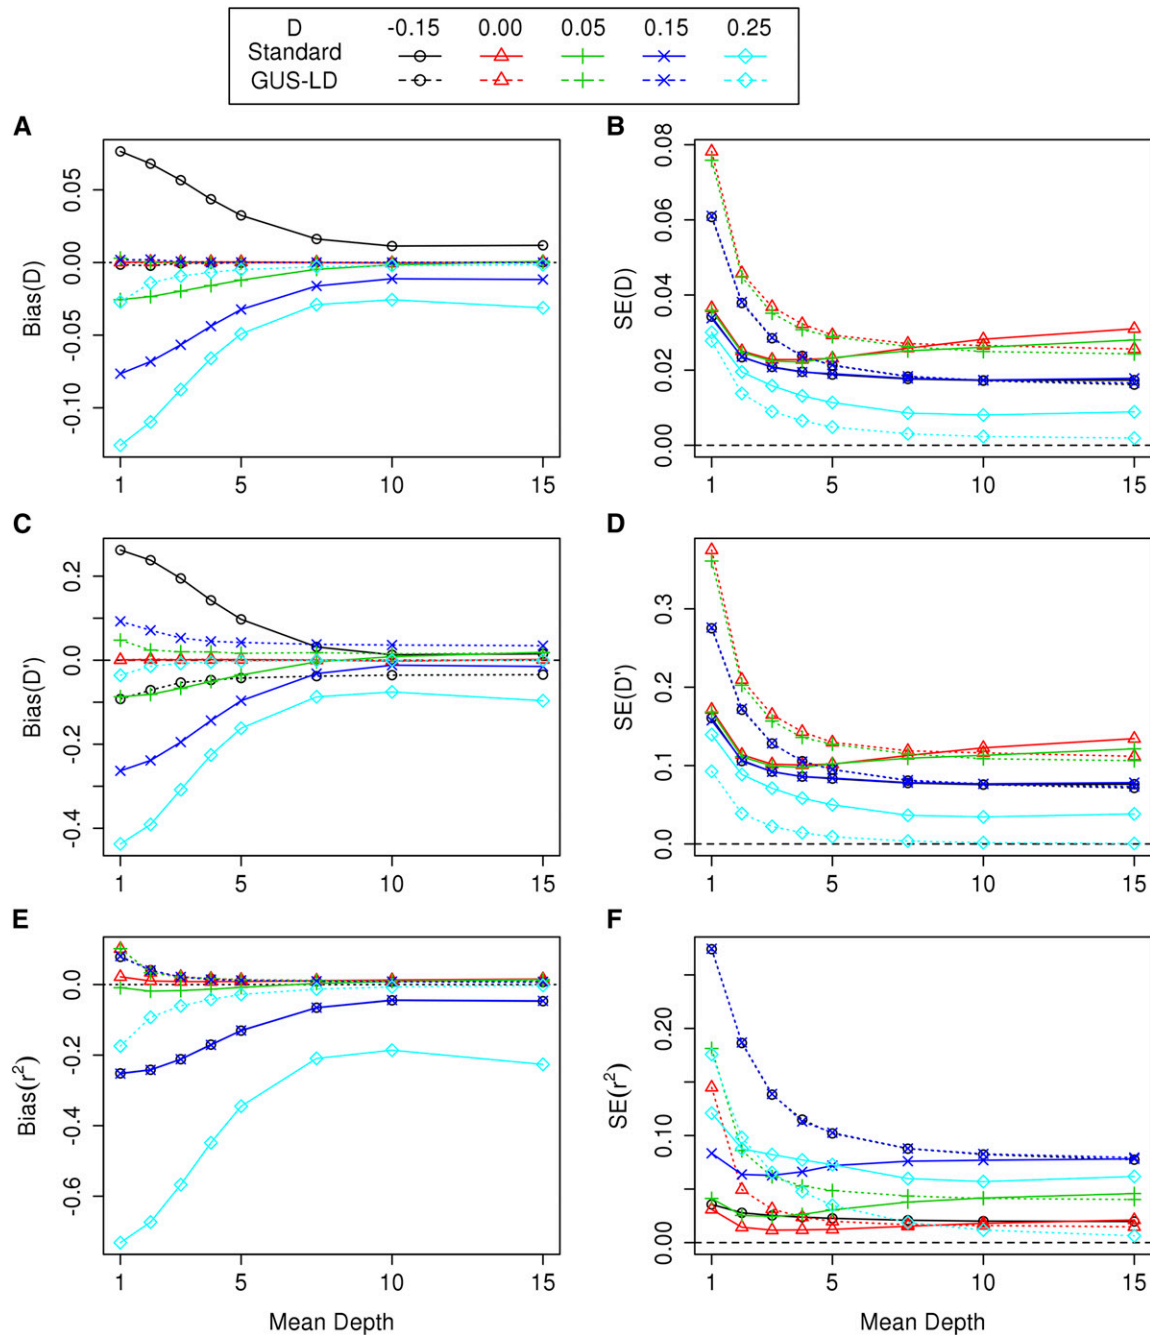 D -0.15 0.00 0.05 0.15 0.25
Standard
GUS-LD
A
B
Bias(D)
0.05
0.00
-0.05
-0.10
1 5 10 15
SE(D)
0.08
0.06
0.04
0.02
0.00
1 5 10 15
C
D
Bias(D')
0.2
0.0
-0.2
-0.4
1 5 10 15
SE(D')
0.3
0.2
0.1
0.0
1 5 10 15
E
F
Bias(r²)
0.0
-0.2
-0.4
-0.6
1 5 10 15
Mean Depth
SE(r²)
0.20
0.10
0.00
1 5 10 15
Mean Depth